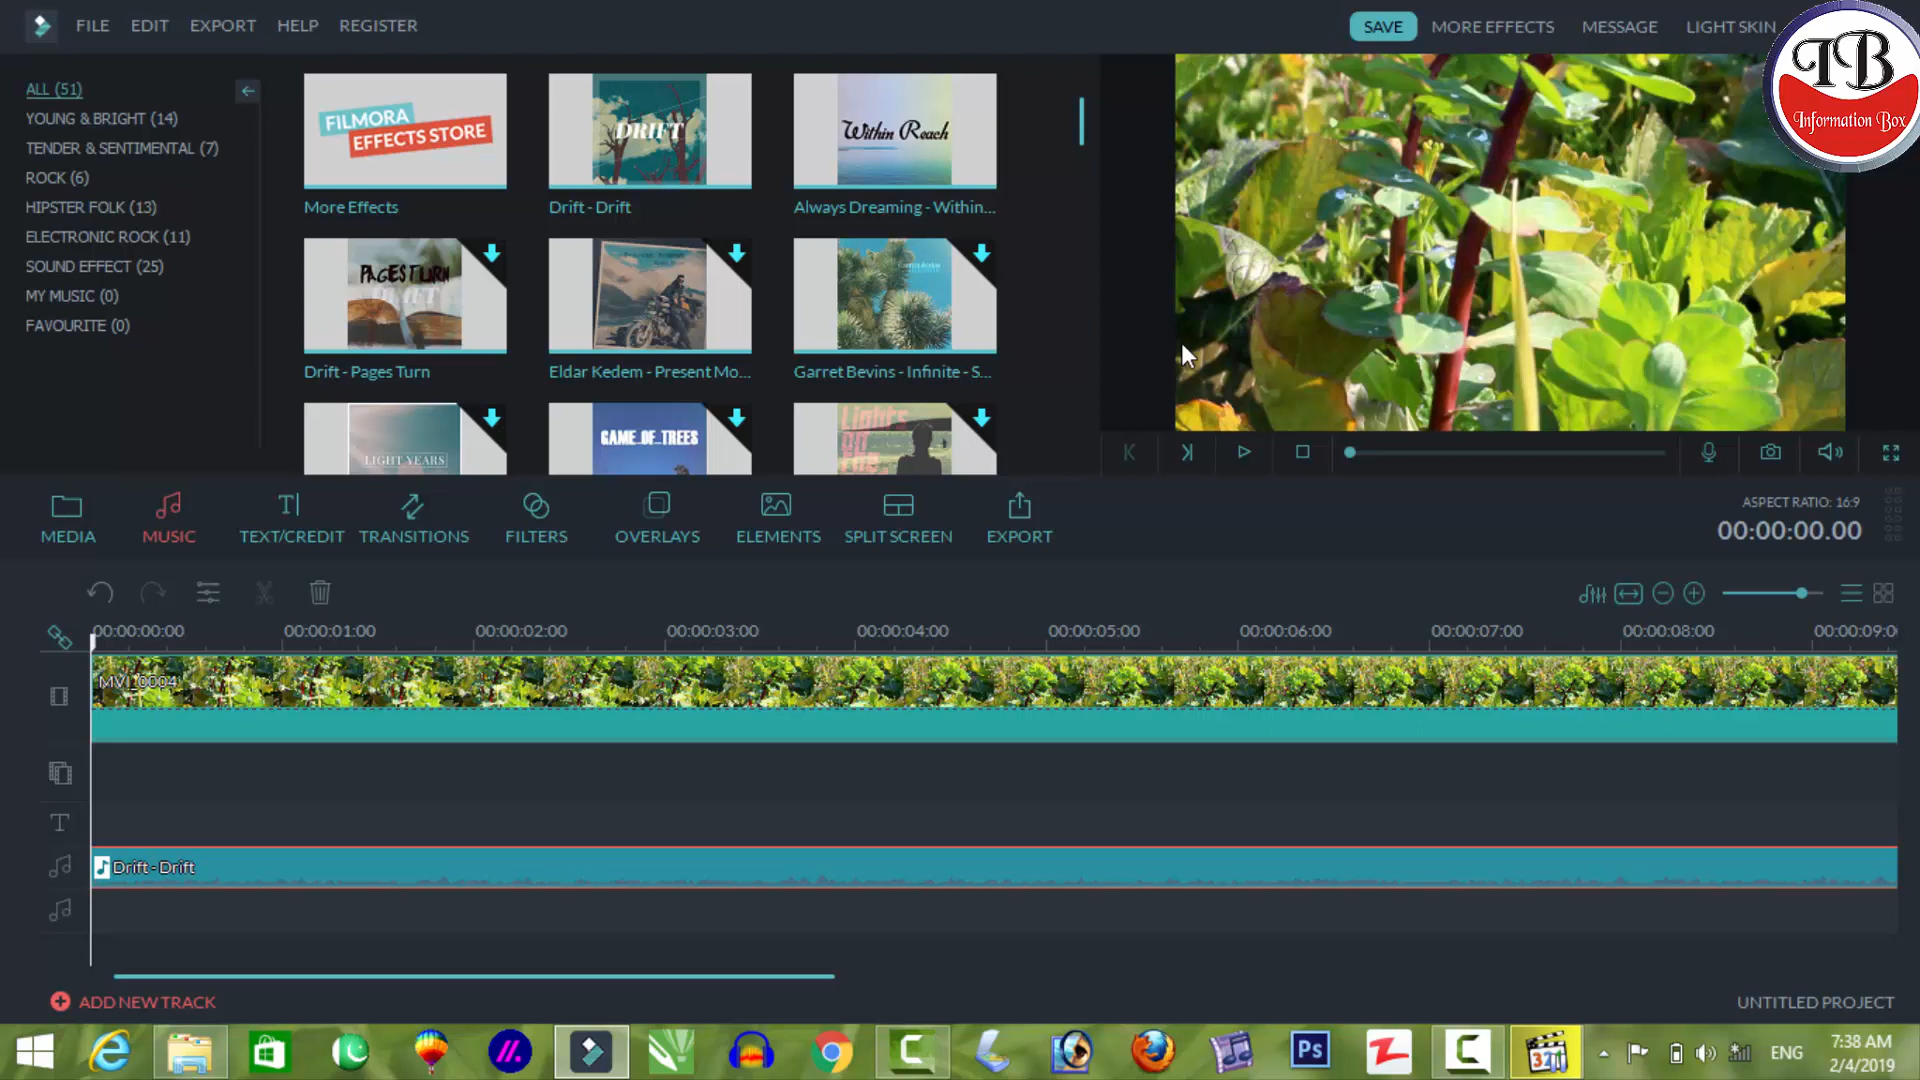 FILE EDIT EXPORT HELP REGISTER
SAVE MORE EFFECTS MESSAGE LIGHT SKIN
TB
Information Box
ALL (51)
YOUNG & BRIGHT (14)
TENDER & SENTIMENTAL (7)
ROCK (6)
HIPSTER FOLK (13)
ELECTRONIC ROCK (11)
SOUND EFFECT (25)
MY MUSIC (0)
FAVOURITE (0)
FILMORA
EFFECTS STORE
DRIFT
Within Reach
More Effects
Drift - Drift
Always Dreaming - Within...
PAGES TURN
DRIFT
Drift - Pages Turn
Eldar Kedem - Present Mo...
Garret Bevins - Infinite - S...
LIGHT YEARS
GAME OF TREES
Lights
MEDIA MUSIC TEXT/CREDIT TRANSITIONS FILTERS OVERLAYS ELEMENTS SPLIT SCREEN EXPORT
ASPECT RATIO: 16:9
00:00:00.00
00:00:00:00 00:00:01:00 00:00:02:00 00:00:03:00 00:00:04:00 00:00:05:00 00:00:06:00 00:00:07:00 00:00:08:00 00:00:09:0
MVI_0004
Drift - Drift
ADD NEW TRACK
UNTITLED PROJECT
Ps
321
ENG
7:38 AM
2/4/2019